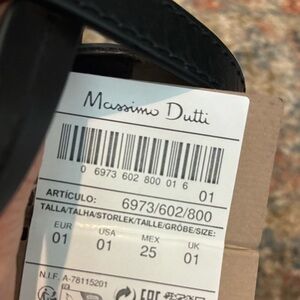 Massimo Dutti
0 6973 602 800 01 6
01
ARTÍCULO: 6973/602/800
TALLA/TALHA/STORLEK/TAILLE/GRÖBE/SIZE:
EUR USA MEX UK
01 01 25 01
N.I.F. A-78115201